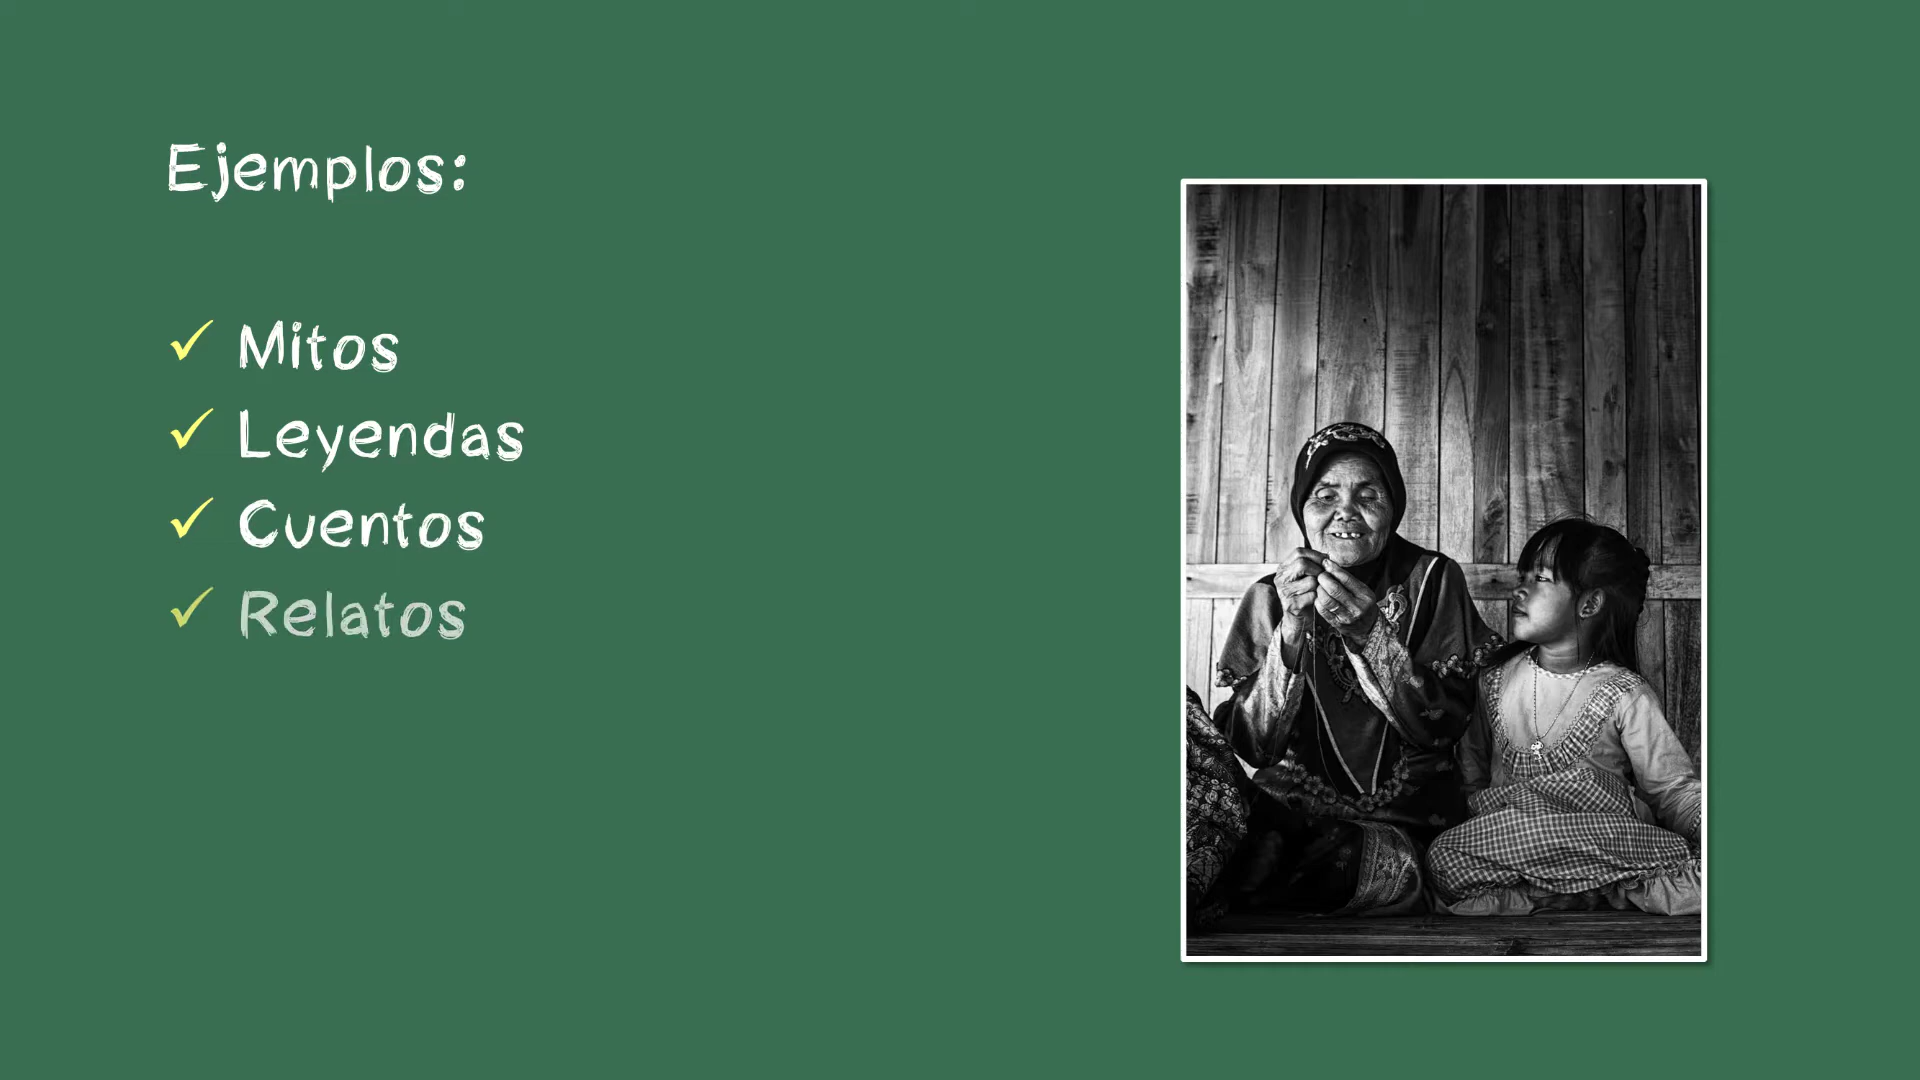 Ejemplos:
✓ Mitos
✓ Leyendas
✓ Cuentos
✓ Relatos